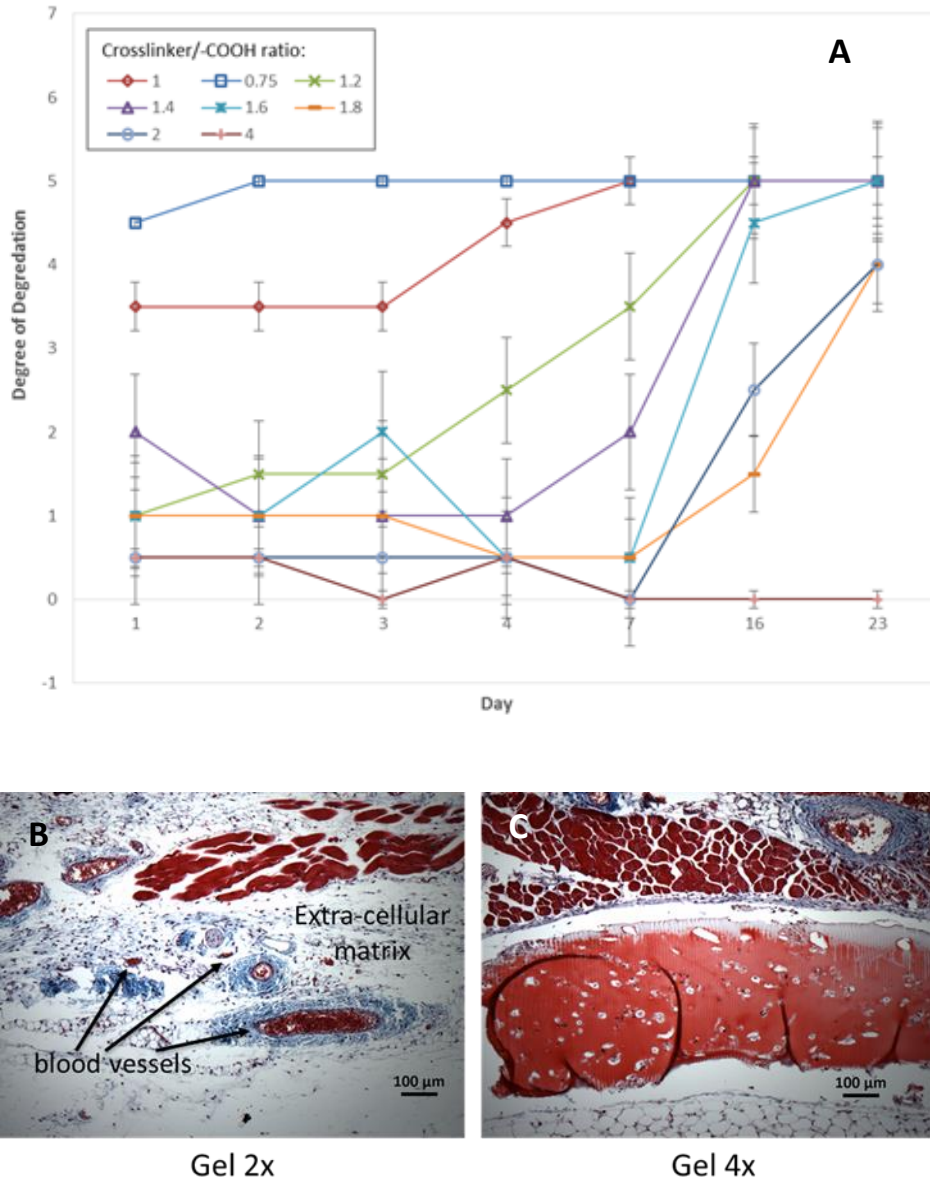 7
A
Crosslinker/-COOH ratio:
1 0.75 1.2
1.4 1.6 1.8
2 4
6
5
4
3
2
1
0
-1
Degree of Degredation
1 2 3 4 7 16 23
Day
B
Extra-cellular
matrix
blood vessels
100 μm
Gel 2x
C
100 μm
Gel 4x